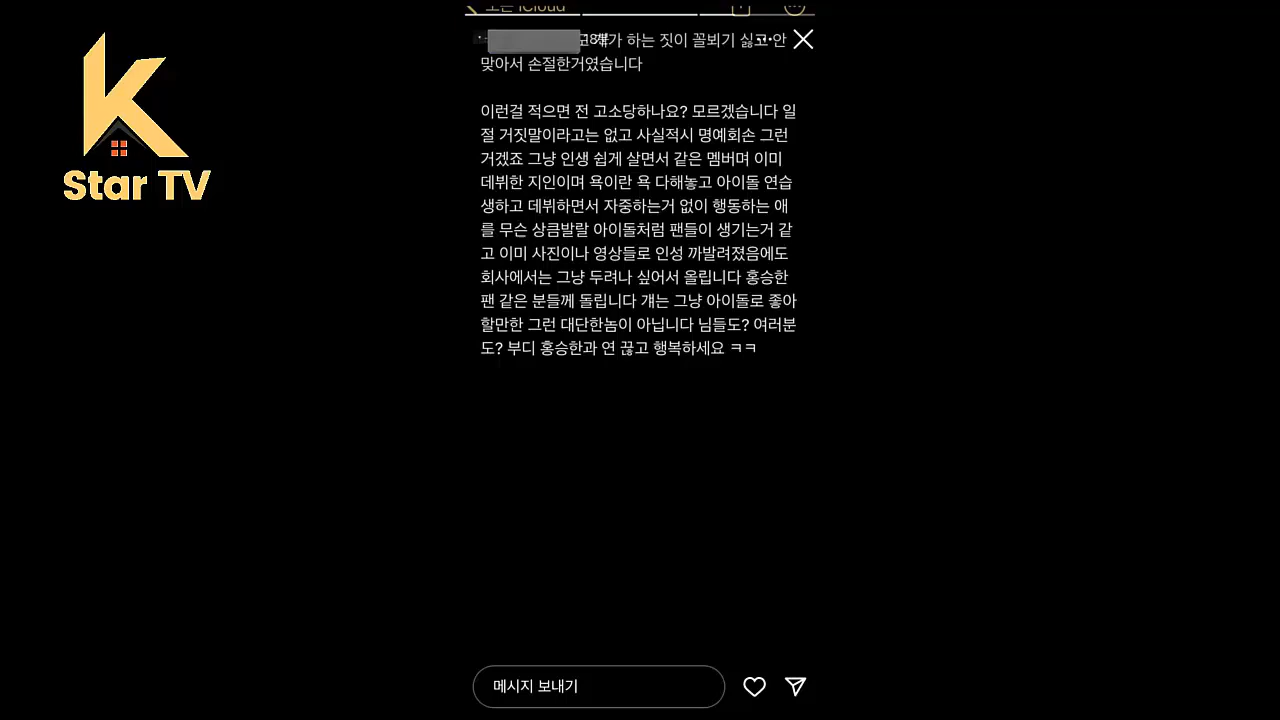 K
Star TV
모든 iCloud
걔가 하는 짓이 꼴뵈기 싫고 안
맞아서 손절한거였습니다
이런걸 적으면 전 고소당하나요? 모르겠습니다 일
절 거짓말이라고는 없고 사실적시 명예회손 그런
거겠죠 그냥 인생 쉽게 살면서 같은 멤버며 이미
데뷔한 지인이며 욕이란 욕 다해놓고 아이돌 연습
생하고 데뷔하면서 자중하는거 없이 행동하는 애
를 무슨 상큼발랄 아이돌처럼 팬들이 생기는거 같
고 이미 사진이나 영상들로 인성 까발려졌음에도
회사에서는 그냥 두려나 싶어서 올립니다 홍승한
팬 같은 분들께 돌립니다 걔는 그냥 아이돌로 좋아
할만한 그런 대단한놈이 아닙니다 님들도? 여러분
도? 부디 홍승한과 연 끊고 행복하세요 ㅋㅋ
메시지 보내기